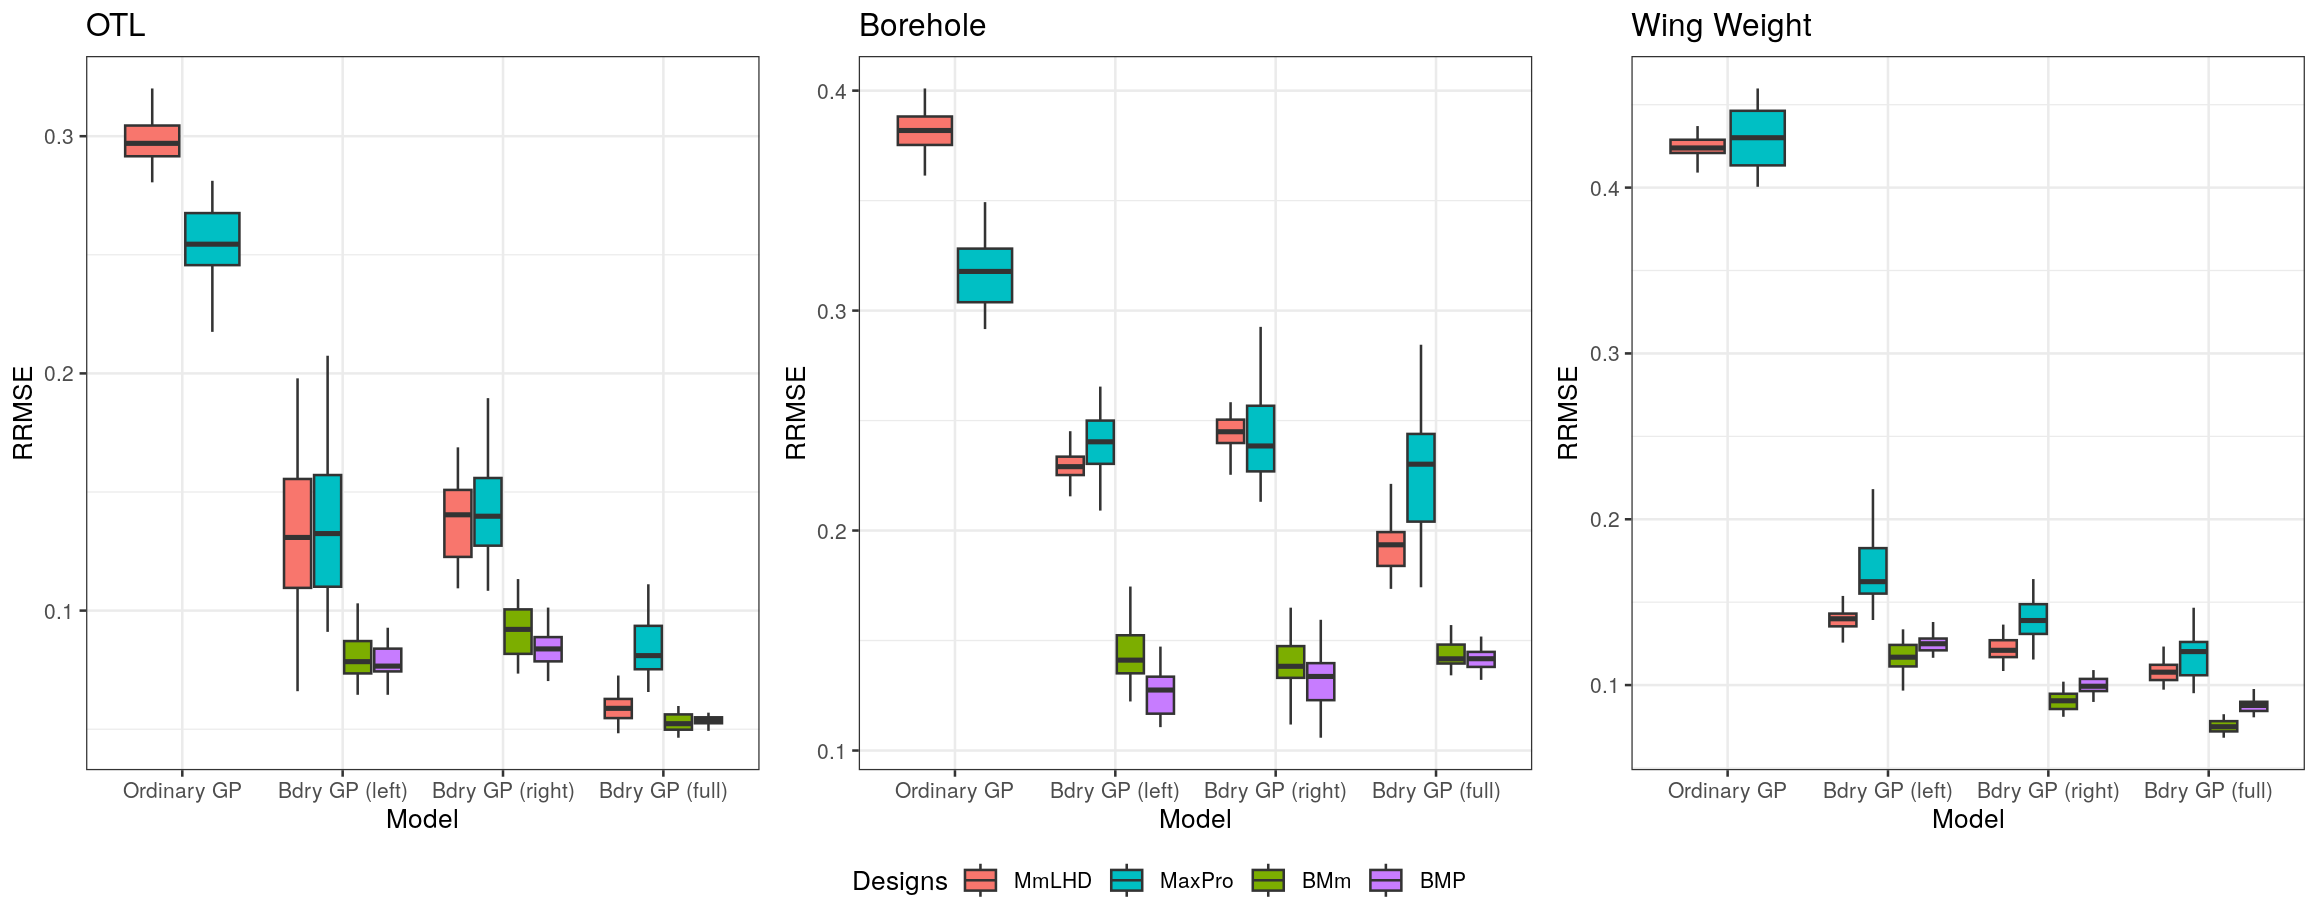 OTL
RRMSE
0.3
0.2
0.1
Ordinary GP
Bdry GP (left)
Bdry GP (right)
Bdry GP (full)
Model
Borehole
RRMSE
0.4
0.3
0.2
0.1
Ordinary GP
Bdry GP (left)
Bdry GP (right)
Bdry GP (full)
Model
Wing Weight
RRMSE
0.4
0.3
0.2
0.1
Ordinary GP
Bdry GP (left)
Bdry GP (right)
Bdry GP (full)
Model
Designs MmLHD MaxPro BMm BMP